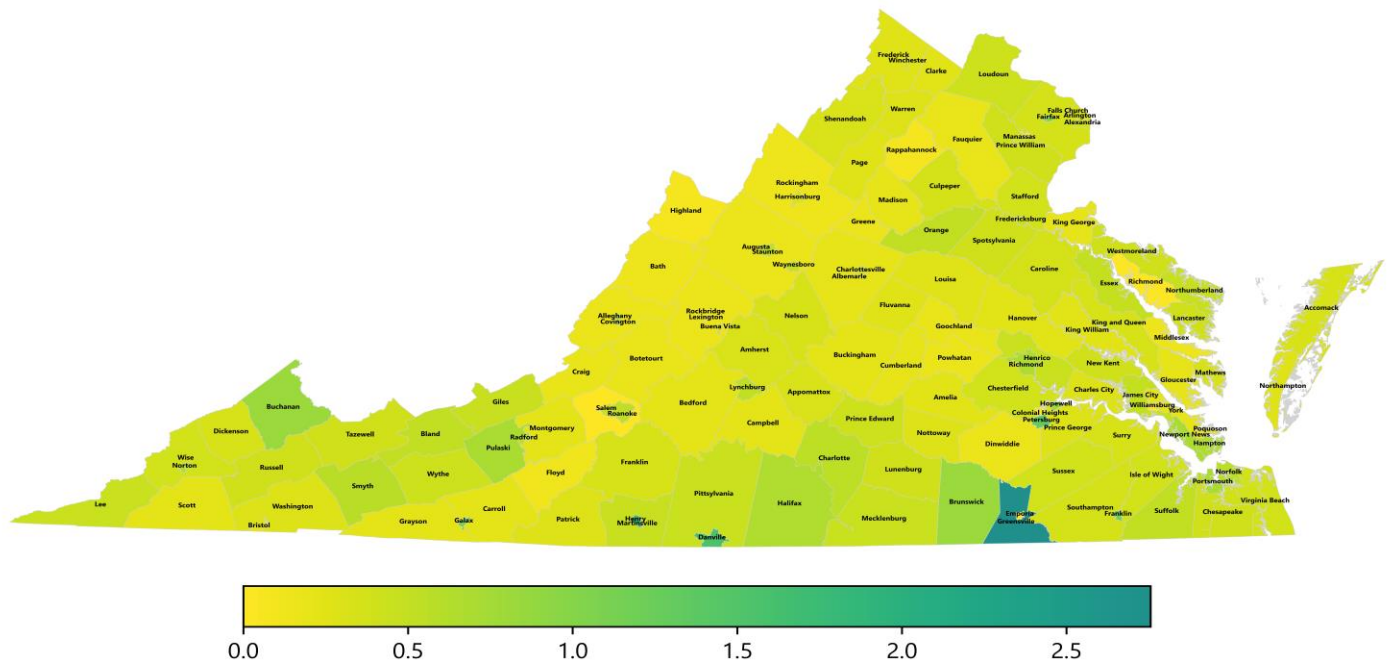 Frederick
Winchester
Clarke
Loudoun
Warren
Shenandoah
Falls Church
Fairfax
Arlington
Alexandria
Fauquier
Manassas
Prince William
Rappahannock
Page
Rockingham
Harrisonburg
Culpeper
Stafford
Madison
Highland
Greene
Fredericksburg
King George
Orange
Spotsylvania
Augusta
Staunton
Westmoreland
Bath
Waynesboro
Charlottesville
Albemarle
Louisa
Caroline
Essex
Richmond
Northumberland
Accomack
Fluvanna
Rockbridge
Lexington
Buena Vista
Nelson
Alleghany
Covington
Goochland
Hanover
King and Queen
King William
Lancaster
Middlesex
Amherst
Buckingham
Cumberland
Powhatan
Henrico
Richmond
New Kent
Botetourt
Craig
Mathews
Gloucester
Northampton
Lynchburg
Appomattox
Chesterfield
Charles City
James City
Williamsburg
York
Giles
Salem
Roanoke
Bedford
Amelia
Hopewell
Colonial Heights
Petersburg
Prince George
Buchanan
Campbell
Prince Edward
Nottoway
Dinwiddie
Surry
Poquoson
Newport News
Hampton
Dickenson
Tazewell
Bland
Radford
Montgomery
Pulaski
Wise
Norton
Russell
Wythe
Floyd
Franklin
Charlotte
Lunenburg
Sussex
Isle of Wight
Norfolk
Portsmouth
Smyth
Pittsylvania
Halifax
Brunswick
Lee
Scott
Washington
Carroll
Southampton
Virginia Beach
Bristol
Grayson
Galax
Patrick
Henry
Martinsville
Danville
Mecklenburg
Emporia
Greensville
Franklin
Suffolk
Chesapeake
0.0 0.5 1.0 1.5 2.0 2.5